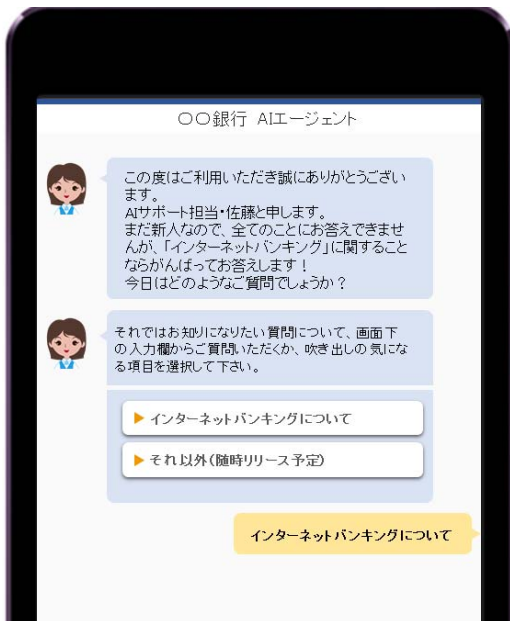 〇〇銀行 AIエージェント
この度はご利用いただき誠にありがとうござい
ます。
AIサポート担当・佐藤と申します。
まだ新人なので、全てのことにお答えできませ
んが、「インターネットバンキング」に関すること
ならがんばってお答えします！
今日はどのようなご質問でしょうか？
それではお知りになりたい質問について、画面下
の入力欄からご質問いただくか、吹き出しの気にな
る項目を選択して下さい。
▶ インターネットバンキングについて
▶ それ以外(随時リリース予定)
インターネットバンキングについて